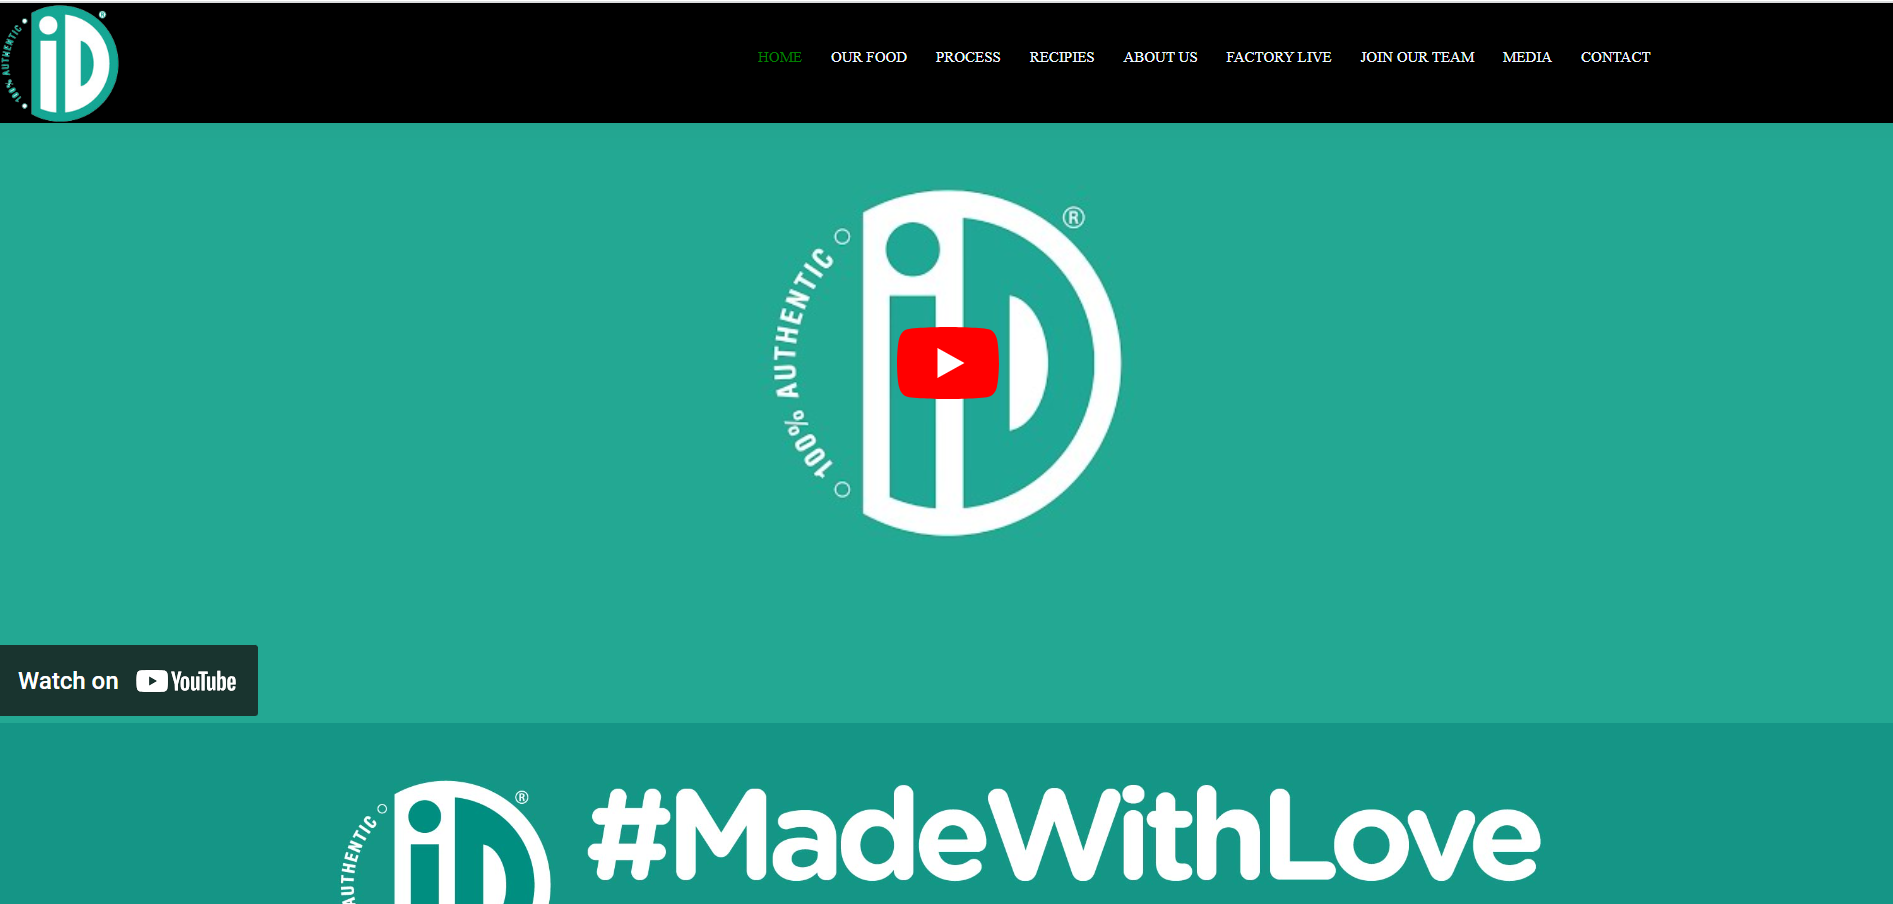 iD
100% AUTHENTIC
®
HOME OUR FOOD PROCESS RECIPIES ABOUT US FACTORY LIVE JOIN OUR TEAM MEDIA CONTACT
iD
100% AUTHENTIC
®
Watch on YouTube
iD
AUTHENTIC
®
#MadeWithLove